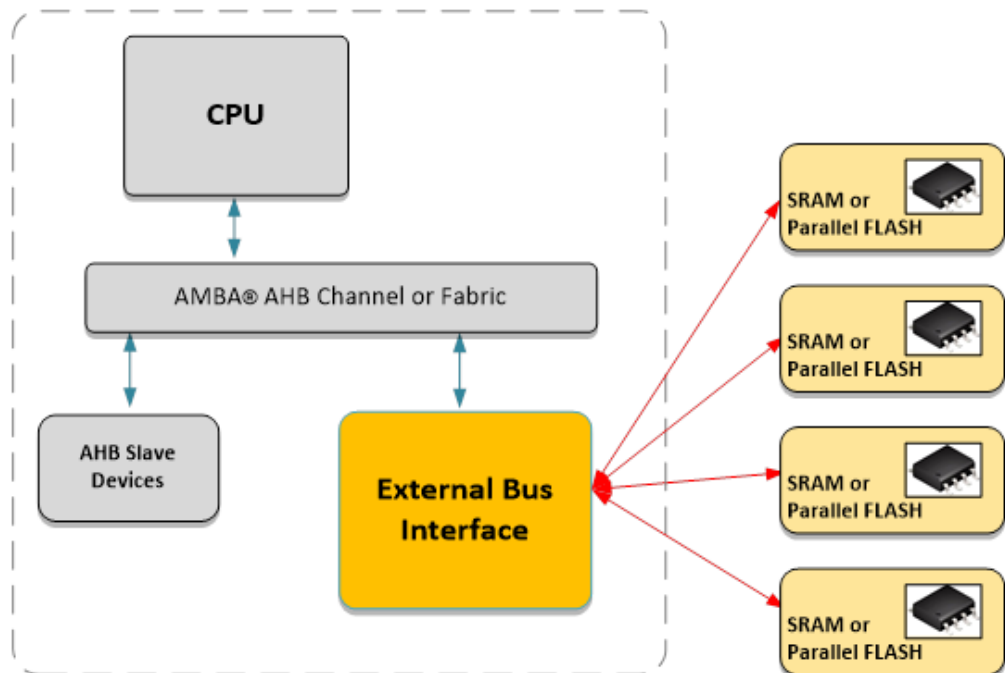 CPU
AMBA® AHB Channel or Fabric
AHB Slave
Devices
External Bus
Interface
SRAM or
Parallel FLASH
SRAM or
Parallel FLASH
SRAM or
Parallel FLASH
SRAM or
Parallel FLASH